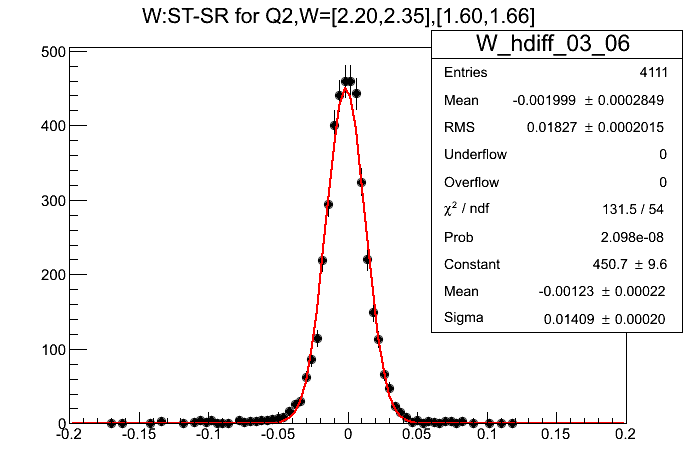 W:ST-SR for Q2,W=[2.20,2.35],[1.60,1.66]
W_hdiff_03_06
Entries 4111
Mean -0.001999 ± 0.0002849
RMS 0.01827 ± 0.0002015
Underflow 0
Overflow 0
χ² / ndf 131.5 / 54
Prob 2.098e-08
Constant 450.7 ± 9.6
Mean -0.00123 ± 0.00022
Sigma 0.01409 ± 0.00020
500
400
300
200
100
0
-0.2 -0.15 -0.1 -0.05 0 0.05 0.1 0.15 0.2